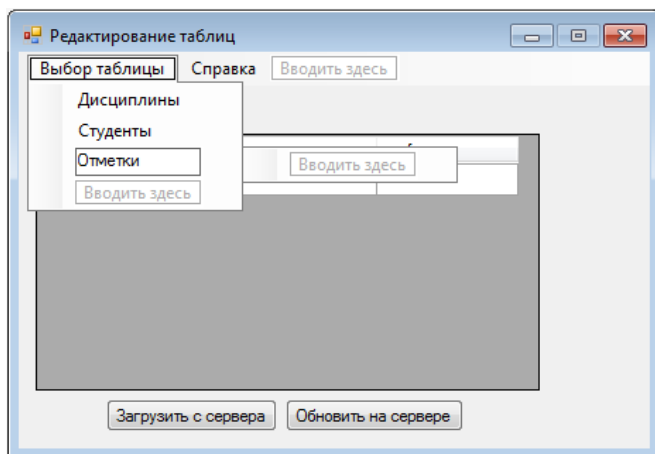 Редактирование таблиц
Выбор таблицы Справка Вводить здесь
Дисциплины
Студенты
Отметки
Вводить здесь
Вводить здесь
Загрузить с сервера Обновить на сервере